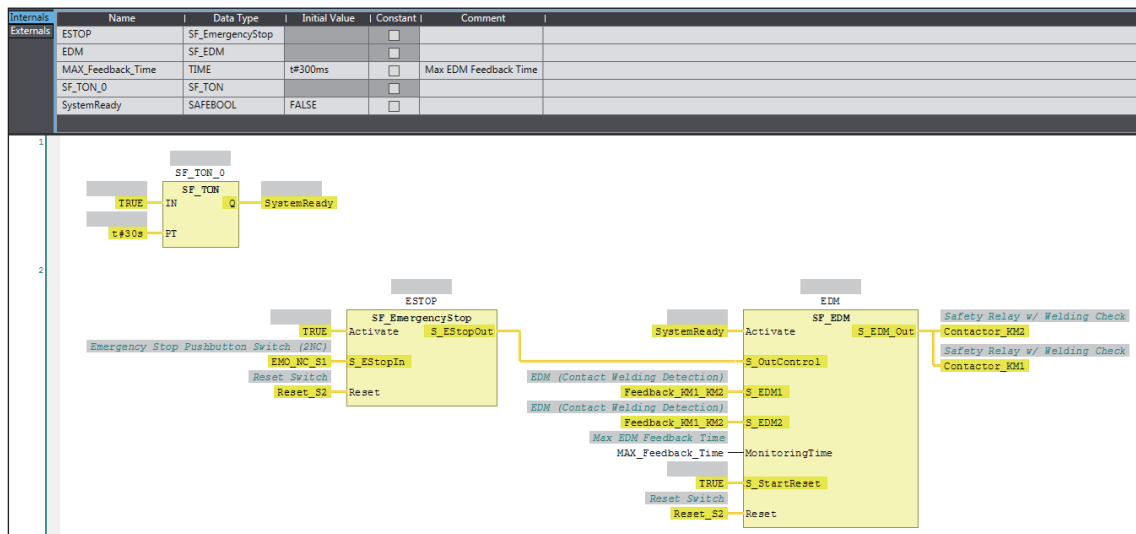 Internals Name Data Type Initial Value Constant Comment
Externals ESTOP SF_EmergencyStop
EDM SF_EDM
MAX_Feedback_Time TIME t#300ms Max EDM Feedback Time
SF_TON_0 SF_TON
SystemReady SAFEBOOL FALSE
1
SF_TON_0
SF_TON
TRUE IN Q SystemReady
t#30s PT
2
ESTOP EDM
SF_EmergencyStop SF_EDM Safety Relay w/ Welding Check
TRUE Activate S_EStopOut SystemReady Activate S_EDM_Out Contactor_KM2
Emergency Stop Pushbutton Switch (2NC) Safety Relay w/ Welding Check
EMO_NC_S1 S_EStopIn S_OutControl Contactor_KM1
Reset Switch EDM (Contact Welding Detection)
Reset_S2 Reset Feedback_KM1_KM2 S_EDM1
EDM (Contact Welding Detection)
Feedback_KM1_KM2 S_EDM2
Max EDM Feedback Time
MAX_Feedback_Time MonitoringTime
TRUE S_StartReset
Reset Switch
Reset_S2 Reset